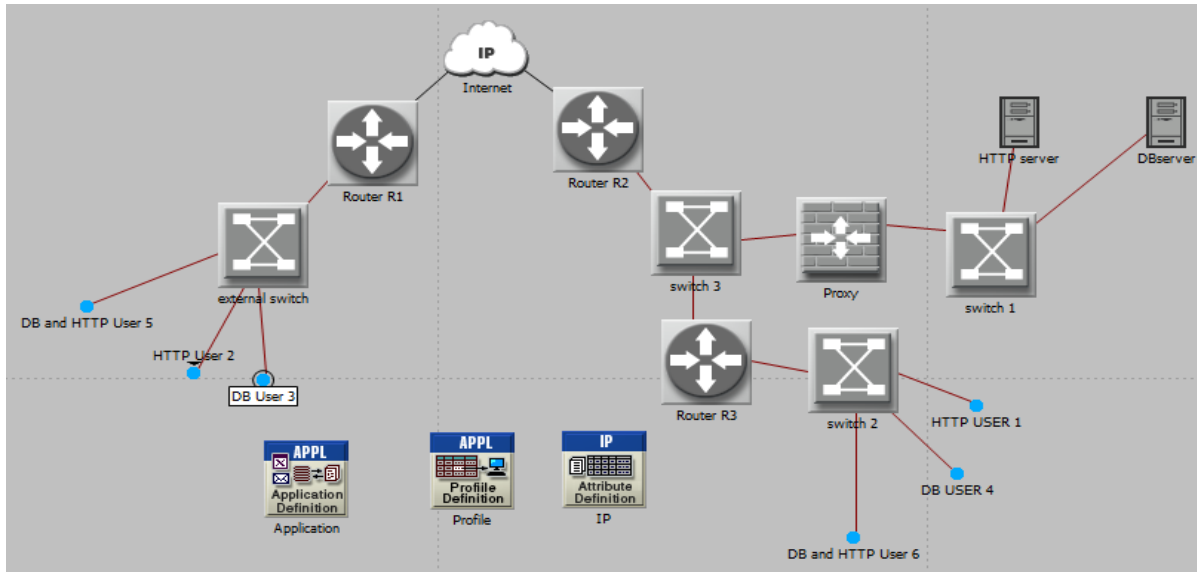 IP
Internet
Router R1
Router R2
HTTP server
DBserver
external switch
switch 3
Proxy
switch 1
DB and HTTP User 5
HTTP User 2
DB User 3
Router R3
switch 2
HTTP USER 1
DB USER 4
DB and HTTP User 6
APPL
Application
Definition
Application
APPL
Profiile
Definition
Profile
IP
Attribute
Definition
IP